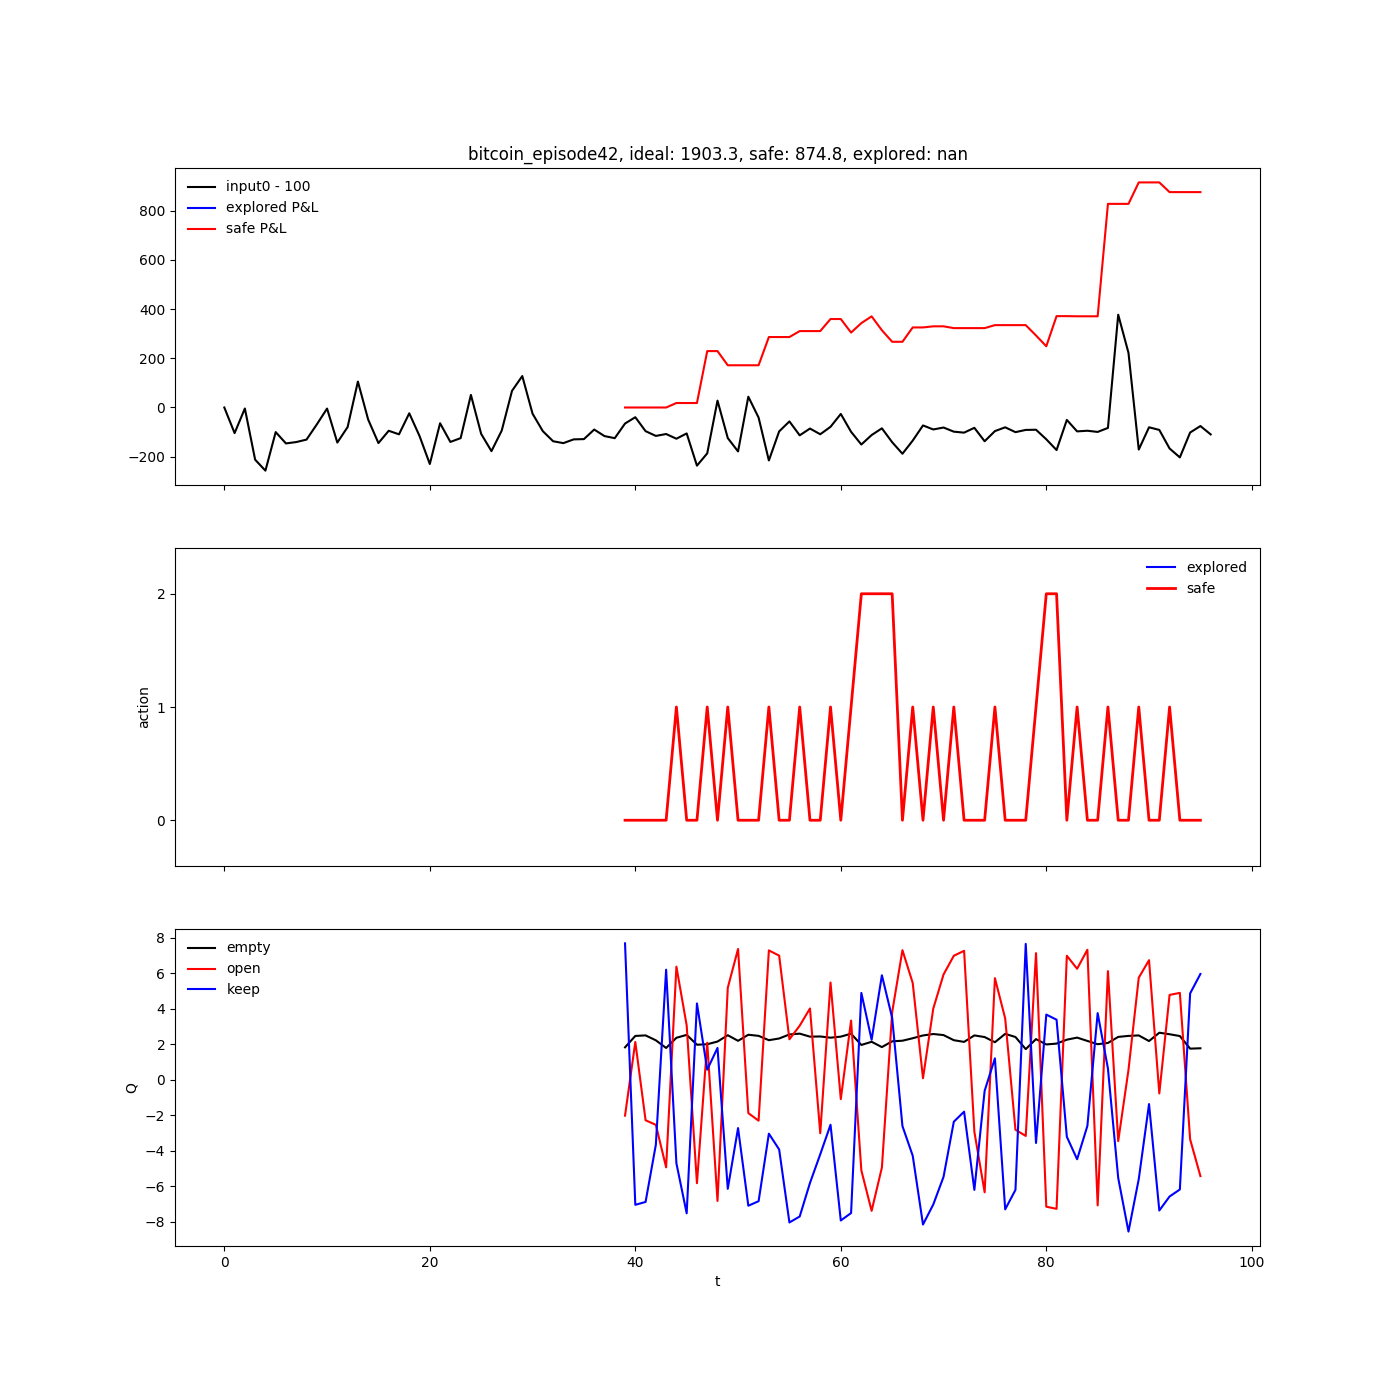 bitcoin_episode42, ideal: 1903.3, safe: 874.8, explored: nan
input0 - 100
explored P&L
safe P&L
800
600
400
200
0
−200
explored
safe
2
1
0
action
empty
open
keep
8
6
4
2
0
−2
−4
−6
−8
Q
0 20 40 60 80 100
t